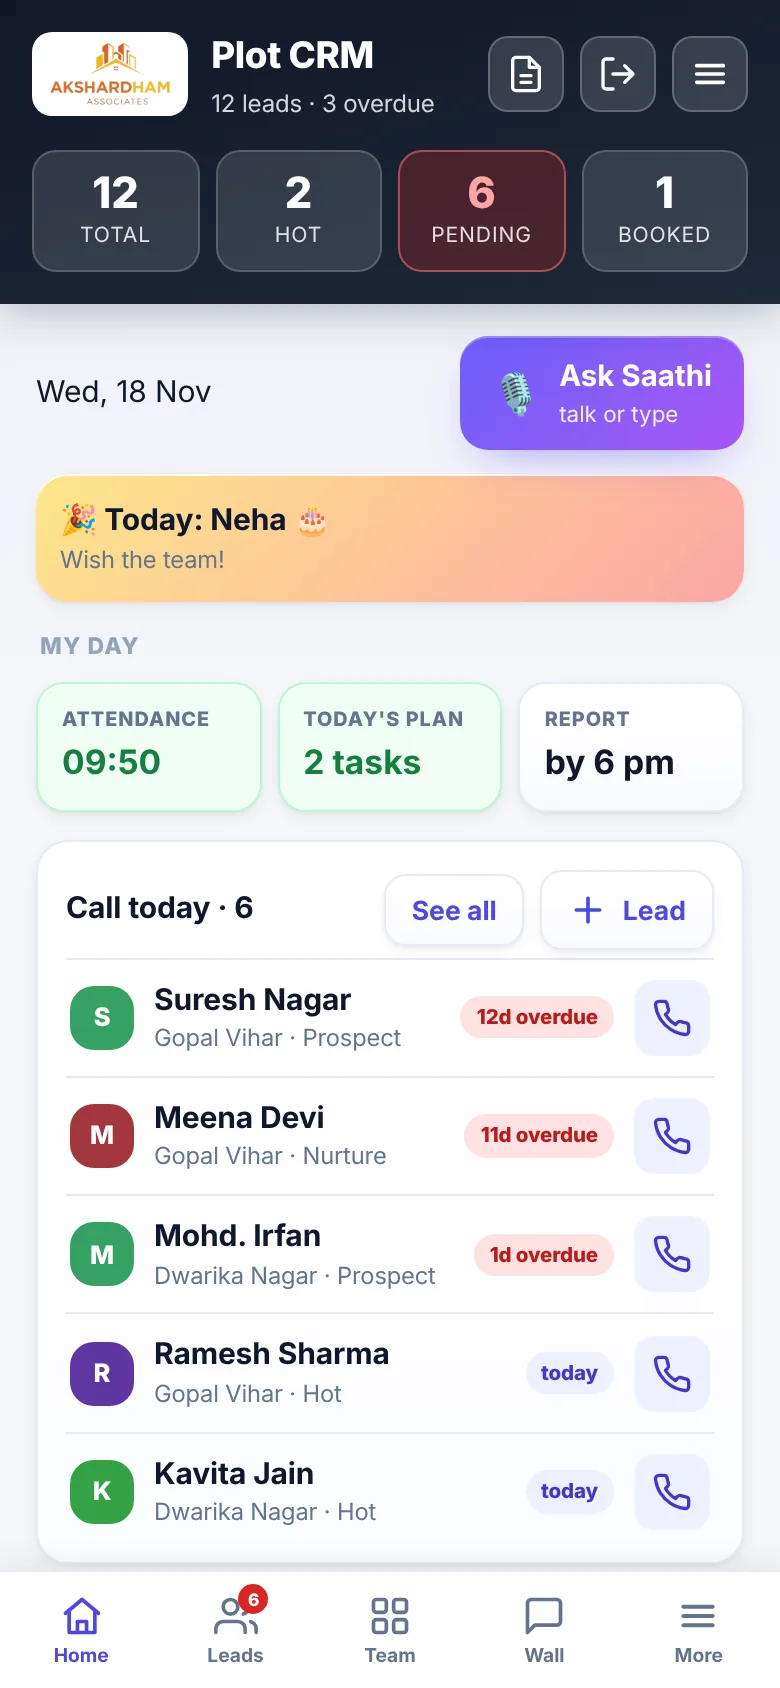 AKSHARDHAM
ASSOCIATES
Plot CRM
12 leads · 3 overdue
12
TOTAL
2
HOT
6
PENDING
1
BOOKED
Wed, 18 Nov
Ask Saathi
talk or type
Today: Neha
Wish the team!
MY DAY
ATTENDANCE
09:50
TODAY'S PLAN
2 tasks
REPORT
by 6 pm
Call today · 6
See all
+ Lead
S
Suresh Nagar
Gopal Vihar · Prospect
12d overdue
M
Meena Devi
Gopal Vihar · Nurture
11d overdue
M
Mohd. Irfan
Dwarika Nagar · Prospect
1d overdue
R
Ramesh Sharma
Gopal Vihar · Hot
today
K
Kavita Jain
Dwarika Nagar · Hot
today
Home
6
Leads
Team
Wall
More